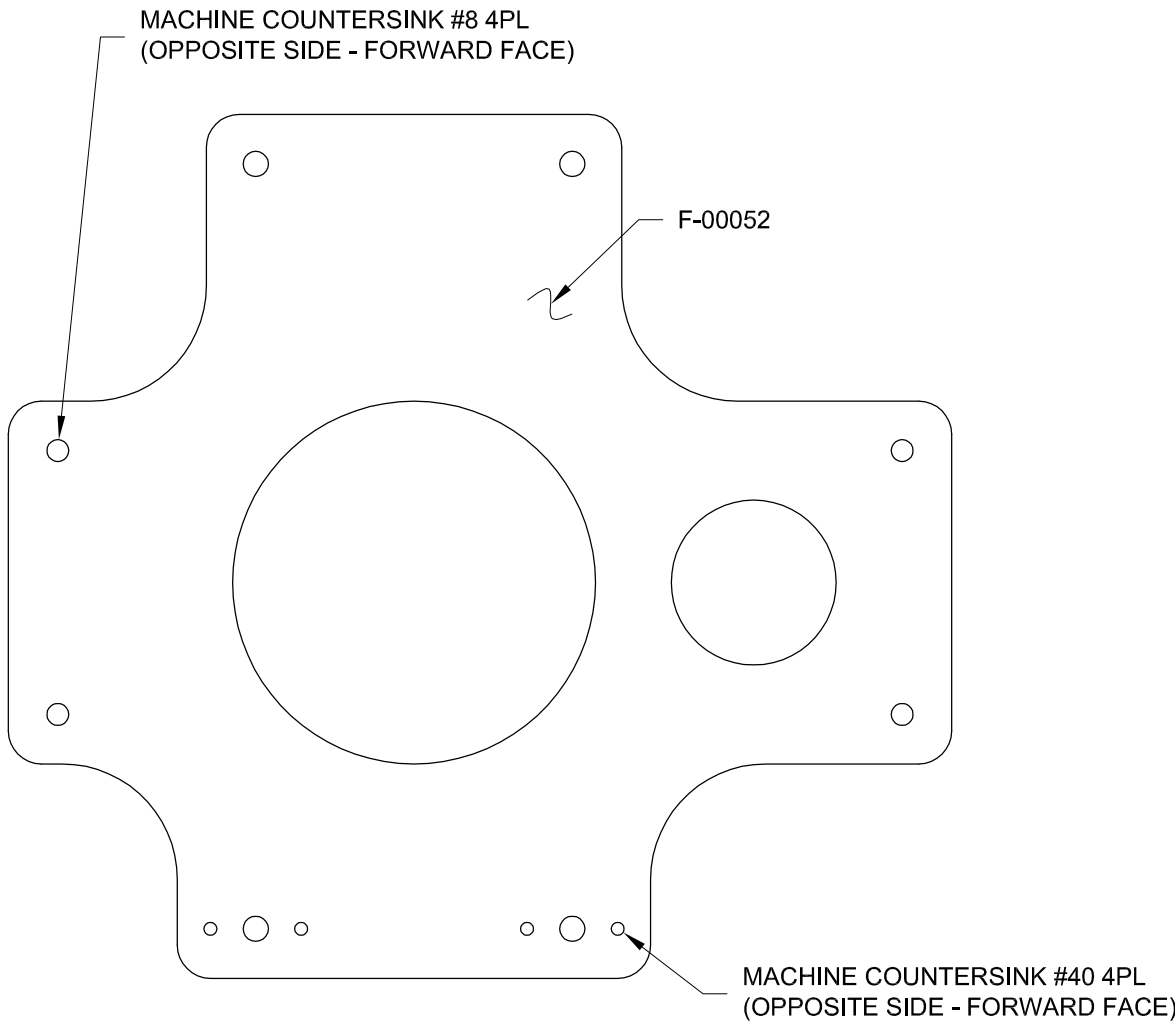 MACHINE COUNTERSINK #8 4PL
(OPPOSITE SIDE - FORWARD FACE)
F-00052
MACHINE COUNTERSINK #40 4PL
(OPPOSITE SIDE - FORWARD FACE)